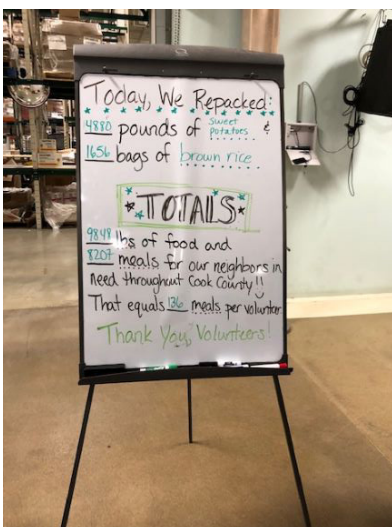 Today, We Repacked:
4880 pounds of sweet potatoes &
1656 bags of brown rice
TOTALS
9848 lbs of food and
8207 meals for our neighbors in
need throughout Cook County!!
That equals 136 meals per volunteer
Thank You, Volunteers!